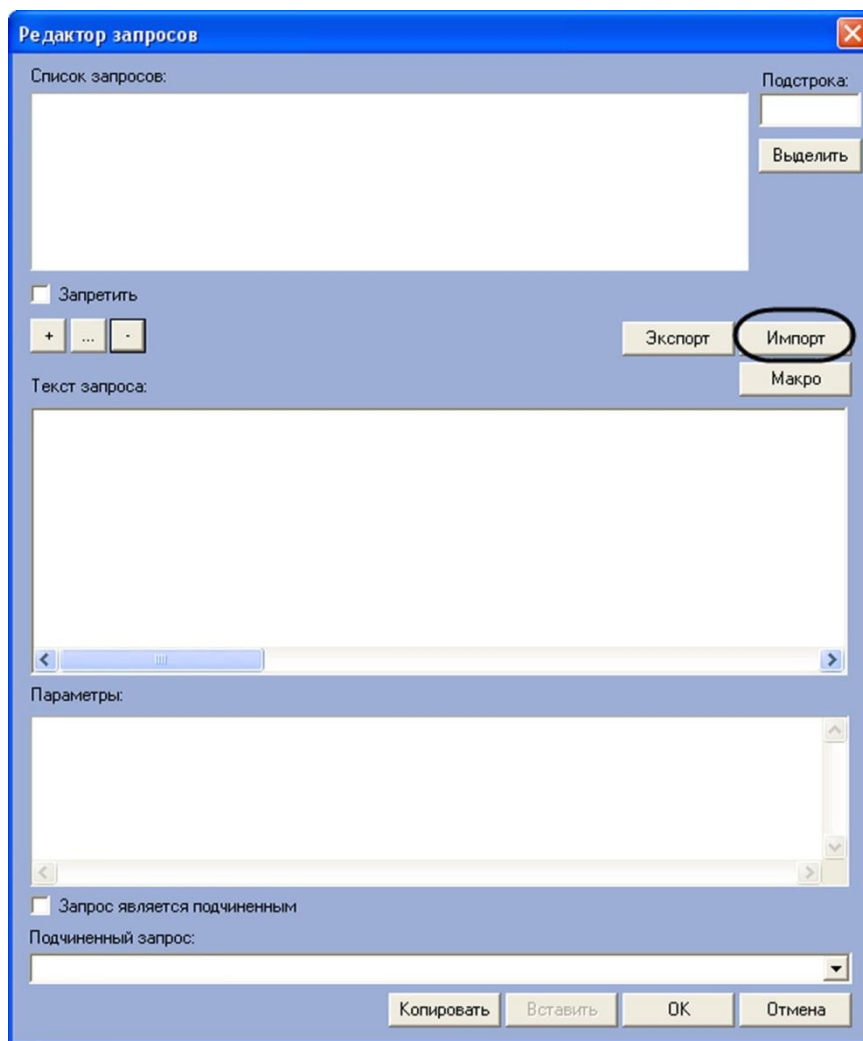 Редактор запросов
Список запросов:
Подстрока:
Выделить
Запретить
+ ... -
Экспорт Импорт
Макро
Текст запроса:
Параметры:
Запрос является подчиненным
Подчиненный запрос:
Копировать Вставить OK Отмена